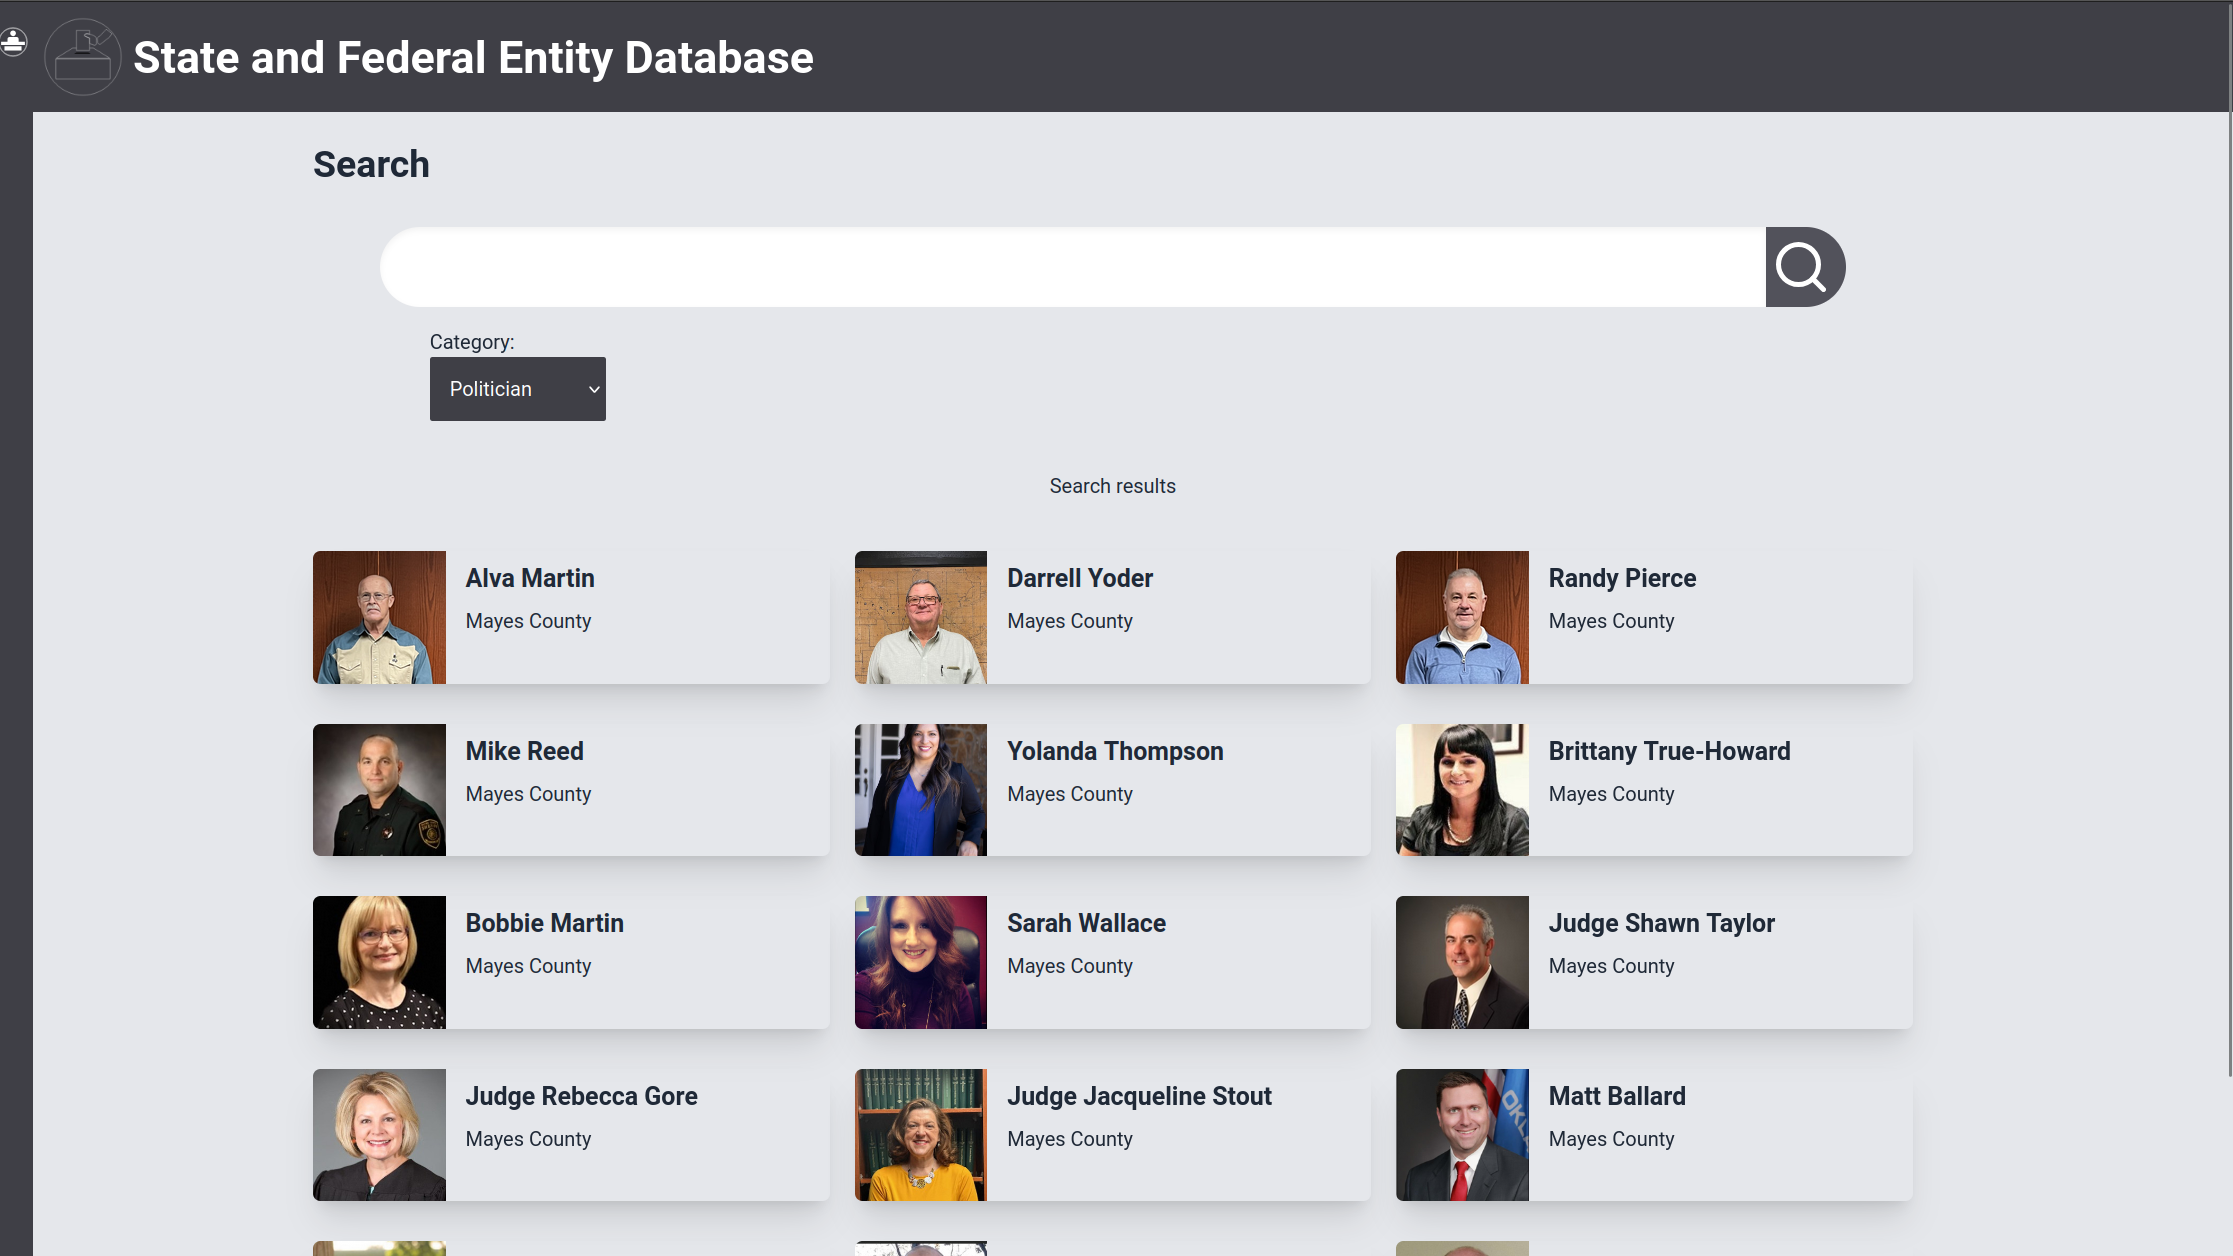 State and Federal Entity Database
Search
Category:
Politician
Search results
Alva Martin
Mayes County
Darrell Yoder
Mayes County
Randy Pierce
Mayes County
Mike Reed
Mayes County
Yolanda Thompson
Mayes County
Brittany True-Howard
Mayes County
Bobbie Martin
Mayes County
Sarah Wallace
Mayes County
Judge Shawn Taylor
Mayes County
Judge Rebecca Gore
Mayes County
Judge Jacqueline Stout
Mayes County
Matt Ballard
Mayes County